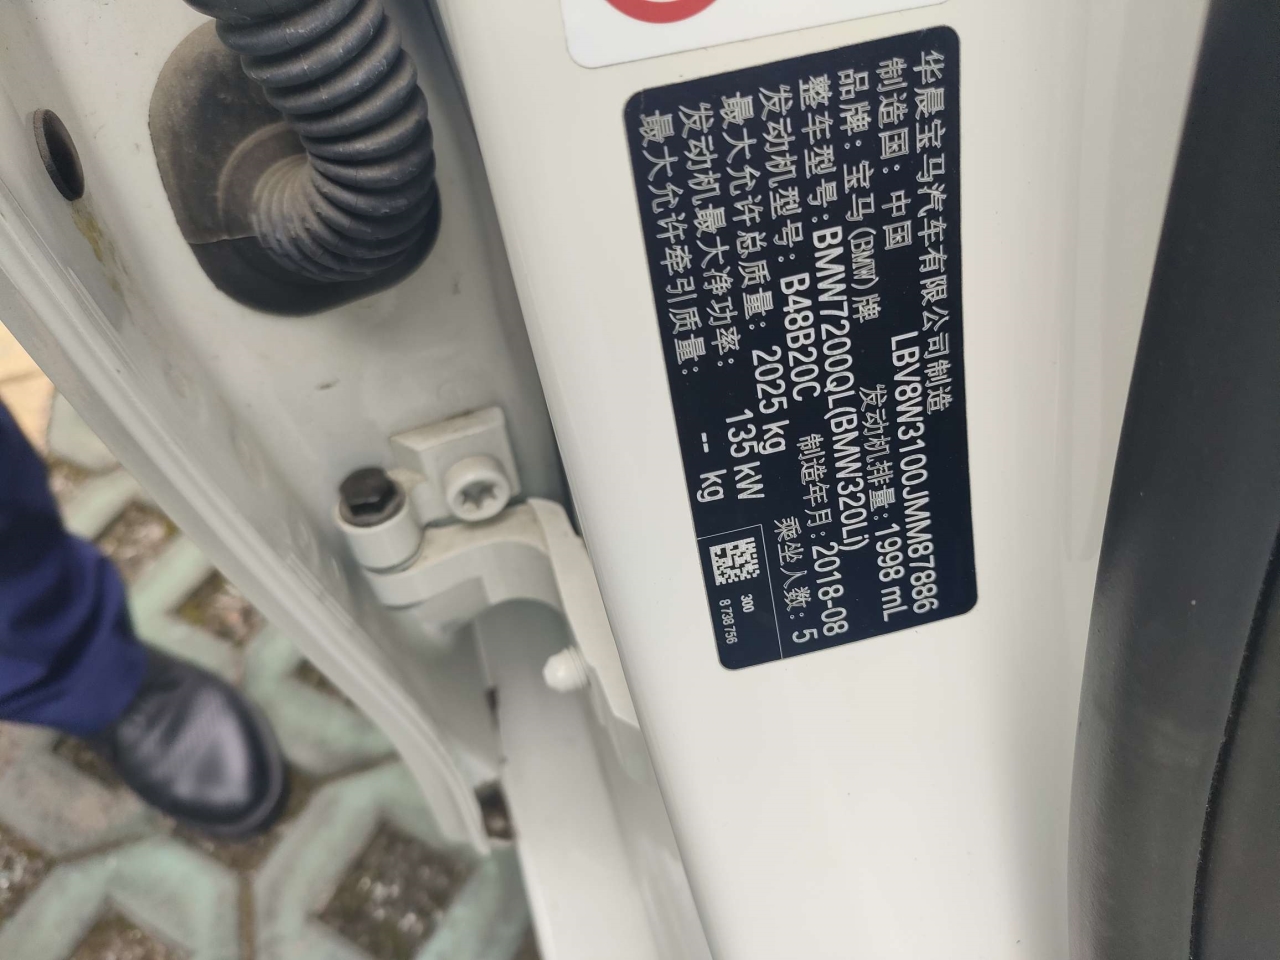 华晨宝马汽车有限公司制造
制造国：中国 LBV8W3100JMM87886
品牌：宝马(BMW)牌 发动机排量：1998 mL
整车型号：BMW7200QL(BMW320Li)
发动机型号：B48B20C 制造年月：2018-08
最大允许总质量：2025 kg 乘坐人数：5
发动机最大净功率：135 kW
最大允许牵引质量：-- kg
300
8 738 756